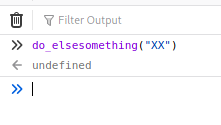 Filter Output
do_elsesomething("XX")
undefined